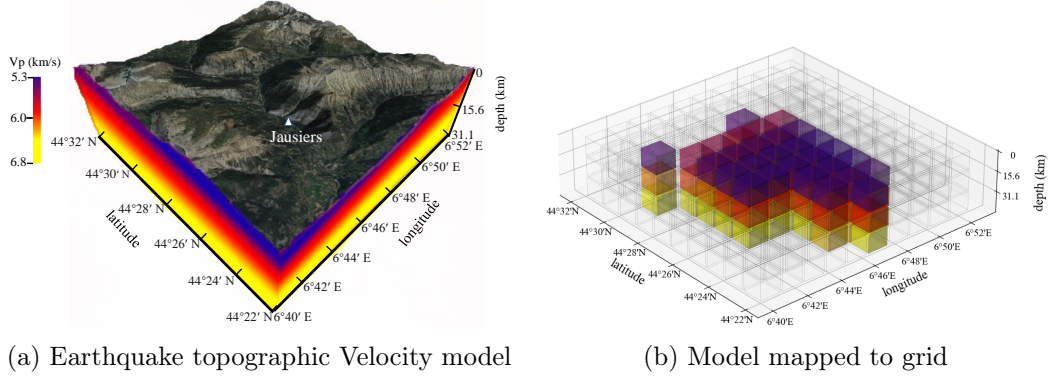 Vp (km/s)
5.3
6.0
6.8
0
15.6
31.1
depth (km)
Jausiers
44°32′ N
44°30′ N
44°28′ N
44°26′ N
44°24′ N
44°22′ N
latitude
6°52′ E
6°50′ E
6°48′ E
6°46′ E
6°44′ E
6°42′ E
6°40′ E
longitude
(a) Earthquake topographic Velocity model
0
15.6
31.1
depth (km)
44°32'N
44°30'N
44°28'N
44°26'N
44°24'N
44°22'N
latitude
6°52'E
6°50'E
6°48'E
6°46'E
6°44'E
6°42'E
6°40'E
longitude
(b) Model mapped to grid